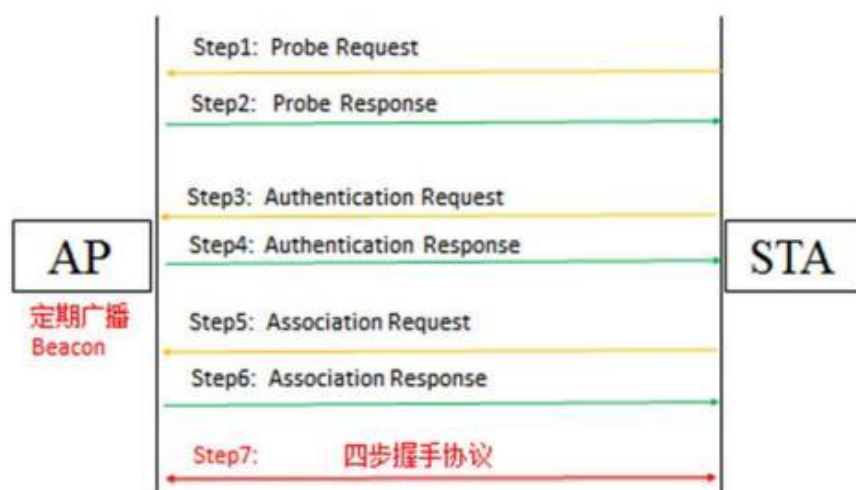 Step1: Probe Request
Step2: Probe Response
Step3: Authentication Request
AP
Step4: Authentication Response
STA
定期广播
Beacon
Step5: Association Request
Step6: Association Response
Step7: 四步握手协议